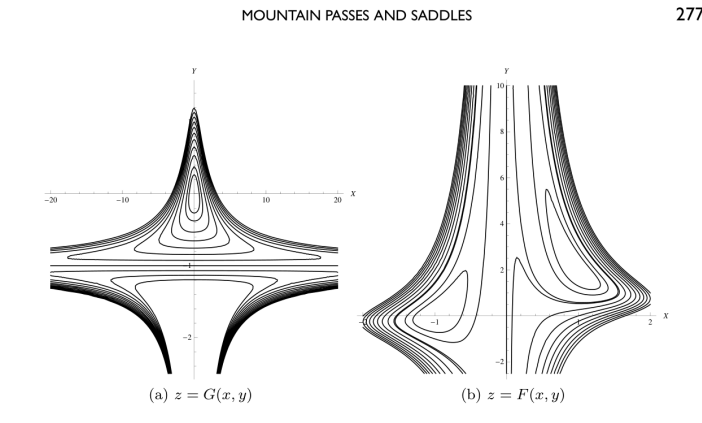 MOUNTAIN PASSES AND SADDLES 277
Y
X
−20 −10 10 20
−1
−2
(a) z = G(x, y)
Y
10
8
6
4
2
−1 1 2 X
−2
(b) z = F(x, y)